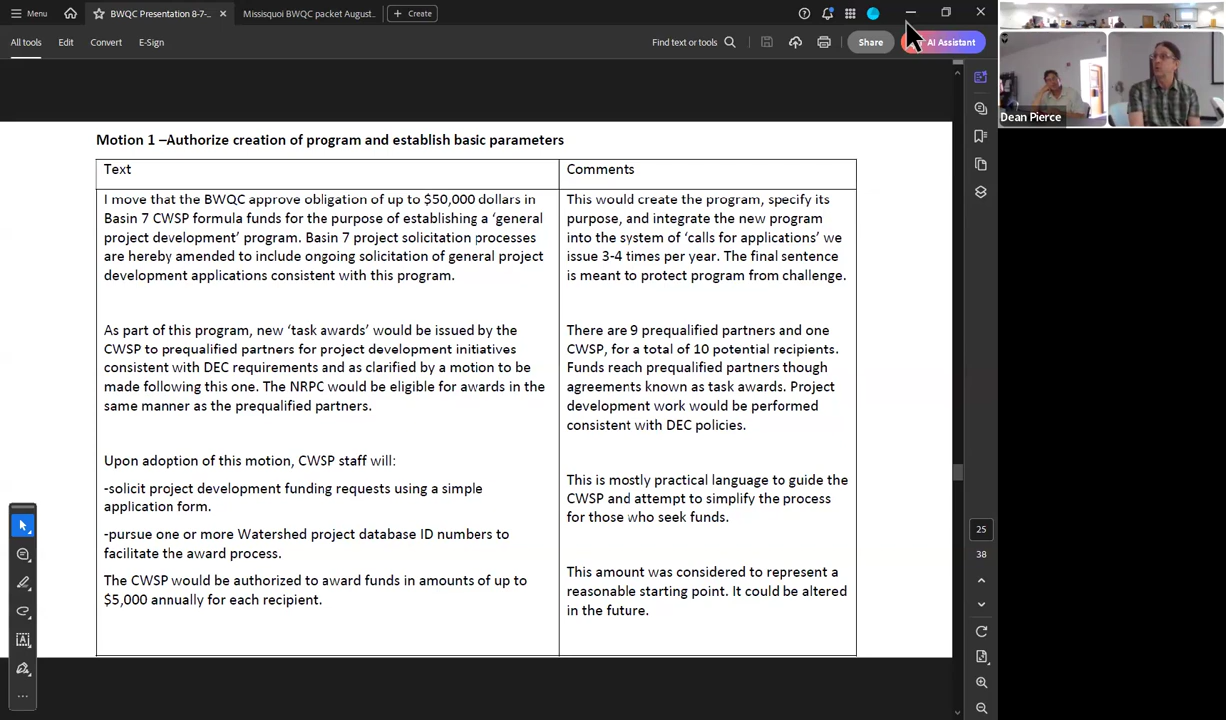 Menu
BWQC Presentation 8-7-...
Missisquoi BWQC packet August...
Create
All tools
Edit
Convert
E-Sign
Find text or tools
Share
AI Assistant
Motion 1 –Authorize creation of program and establish basic parameters
Text
I move that the BWQC approve obligation of up to $50,000 dollars in
Basin 7 CWSP formula funds for the purpose of establishing a ‘general
project development’ program. Basin 7 project solicitation processes
are hereby amended to include ongoing solicitation of general project
development applications consistent with this program.
As part of this program, new ‘task awards’ would be issued by the
CWSP to prequalified partners for project development initiatives
consistent with DEC requirements and as clarified by a motion to be
made following this one. The NRPC would be eligible for awards in the
same manner as the prequalified partners.
Upon adoption of this motion, CWSP staff will:
-solicit project development funding requests using a simple
application form.
-pursue one or more Watershed project database ID numbers to
facilitate the award process.
The CWSP would be authorized to award funds in amounts of up to
$5,000 annually for each recipient.
Comments
This would create the program, specify its
purpose, and integrate the new program
into the system of ‘calls for applications’ we
issue 3-4 times per year. The final sentence
is meant to protect program from challenge.
There are 9 prequalified partners and one
CWSP, for a total of 10 potential recipients.
Funds reach prequalified partners though
agreements known as task awards. Project
development work would be performed
consistent with DEC policies.
This is mostly practical language to guide the
CWSP and attempt to simplify the process
for those who seek funds.
This amount was considered to represent a
reasonable starting point. It could be altered
in the future.
25
38
Dean Pierce